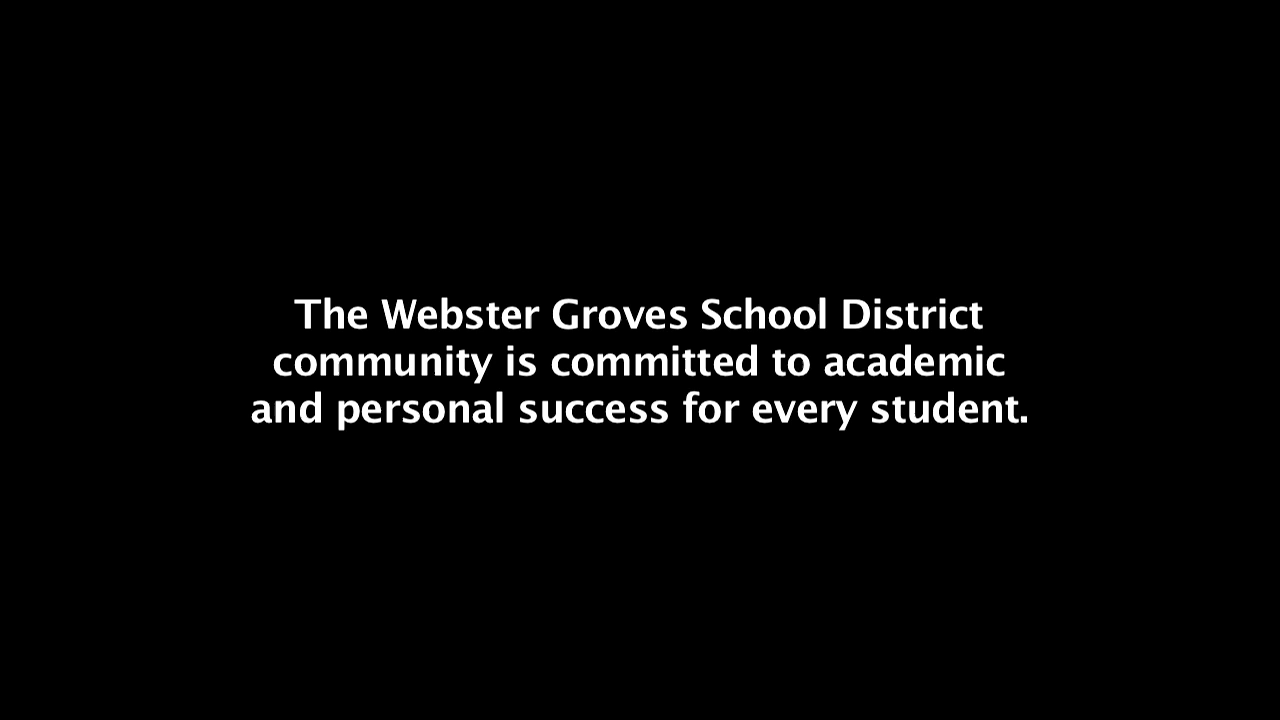 The Webster Groves School District
community is committed to academic
and personal success for every student.